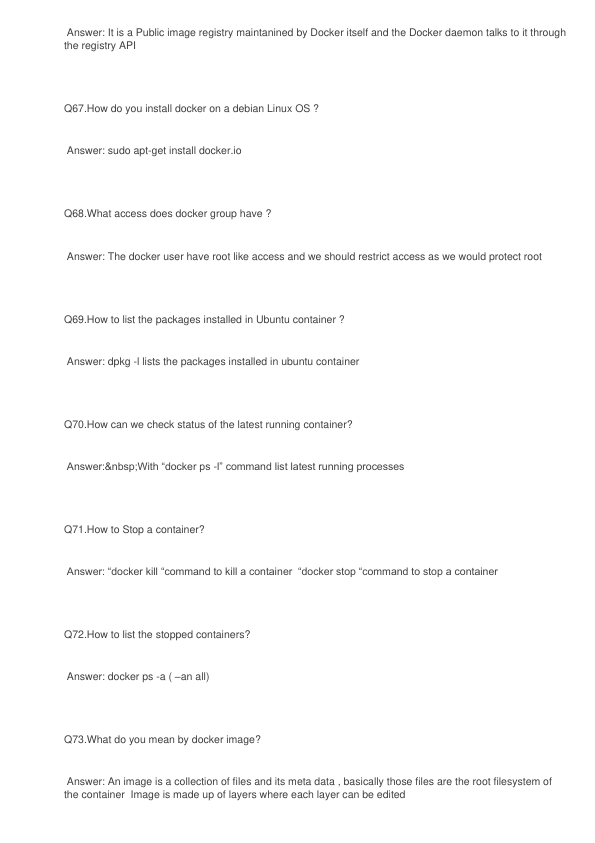 Answer: It is a Public image registry maintanined by Docker itself and the Docker daemon talks to it through
the registry API
Q67.How do you install docker on a debian Linux OS ?
Answer: sudo apt-get install docker.io
Q68.What access does docker group have ?
Answer: The docker user have root like access and we should restrict access as we would protect root
Q69.How to list the packages installed in Ubuntu container ?
Answer: dpkg -l lists the packages installed in ubuntu container
Q70.How can we check status of the latest running container?
Answer:&nbsp;With “docker ps -l” command list latest running processes
Q71.How to Stop a container?
Answer: “docker kill “command to kill a container  “docker stop “command to stop a container
Q72.How to list the stopped containers?
Answer: docker ps -a ( –an all)
Q73.What do you mean by docker image?
Answer: An image is a collection of files and its meta data , basically those files are the root filesystem of
the container  Image is made up of layers where each layer can be edited